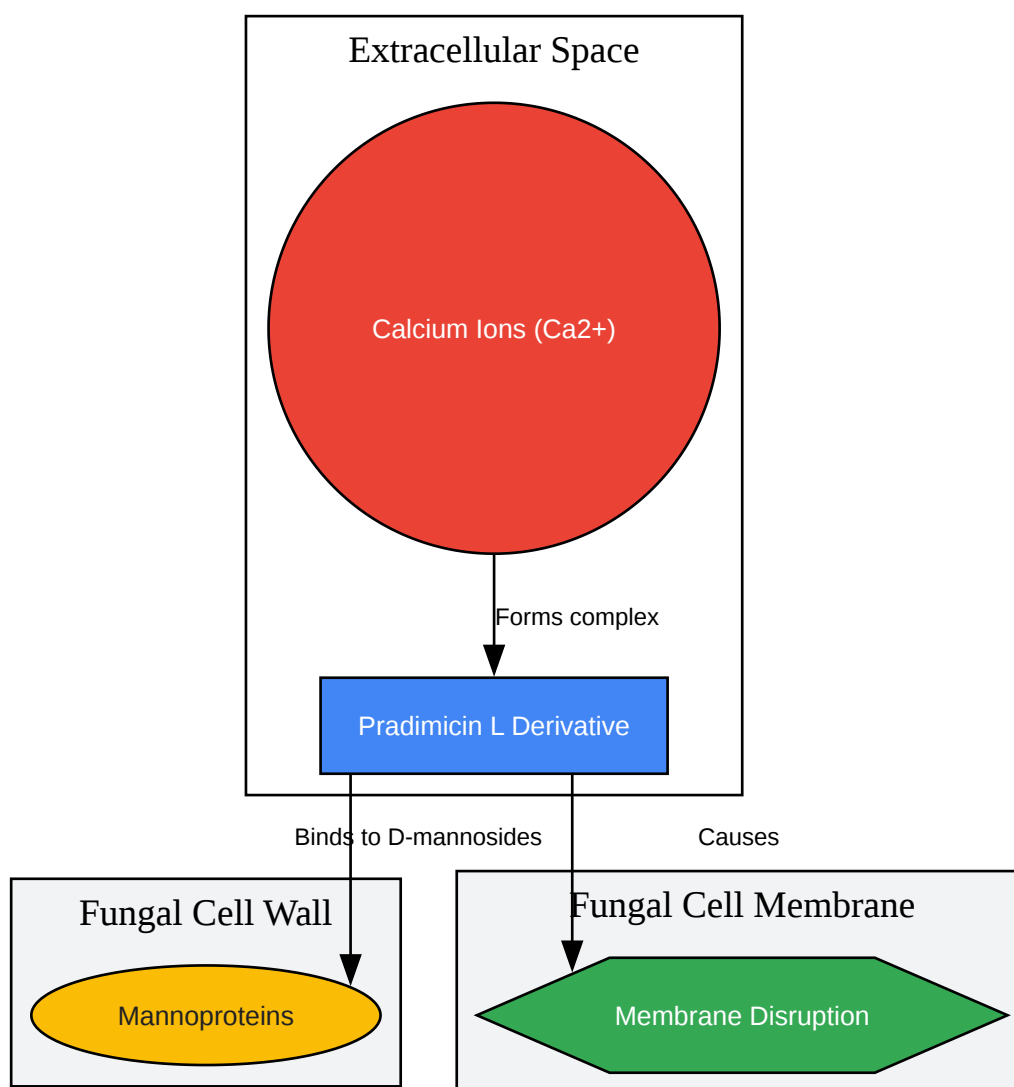 Extracellular Space
Calcium Ions (Ca2+)
Forms complex
Pradimicin L Derivative
Binds to D-mannosides
Causes
Fungal Cell Wall
Fungal Cell Membrane
Mannoproteins
Membrane Disruption